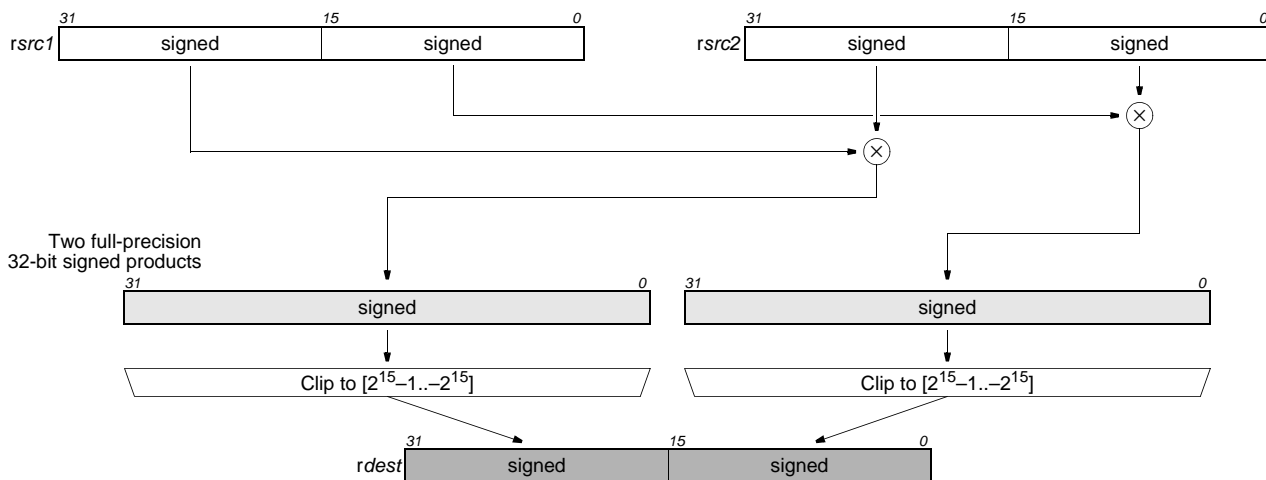 31 15 0 31 15 0
rsrc1 signed signed rsrc2 signed signed
× ×
Two full-precision
32-bit signed products
31 0 31 0
signed signed
Clip to [2¹⁵–1..–2¹⁵] Clip to [2¹⁵–1..–2¹⁵]
31 15 0
rdest signed signed